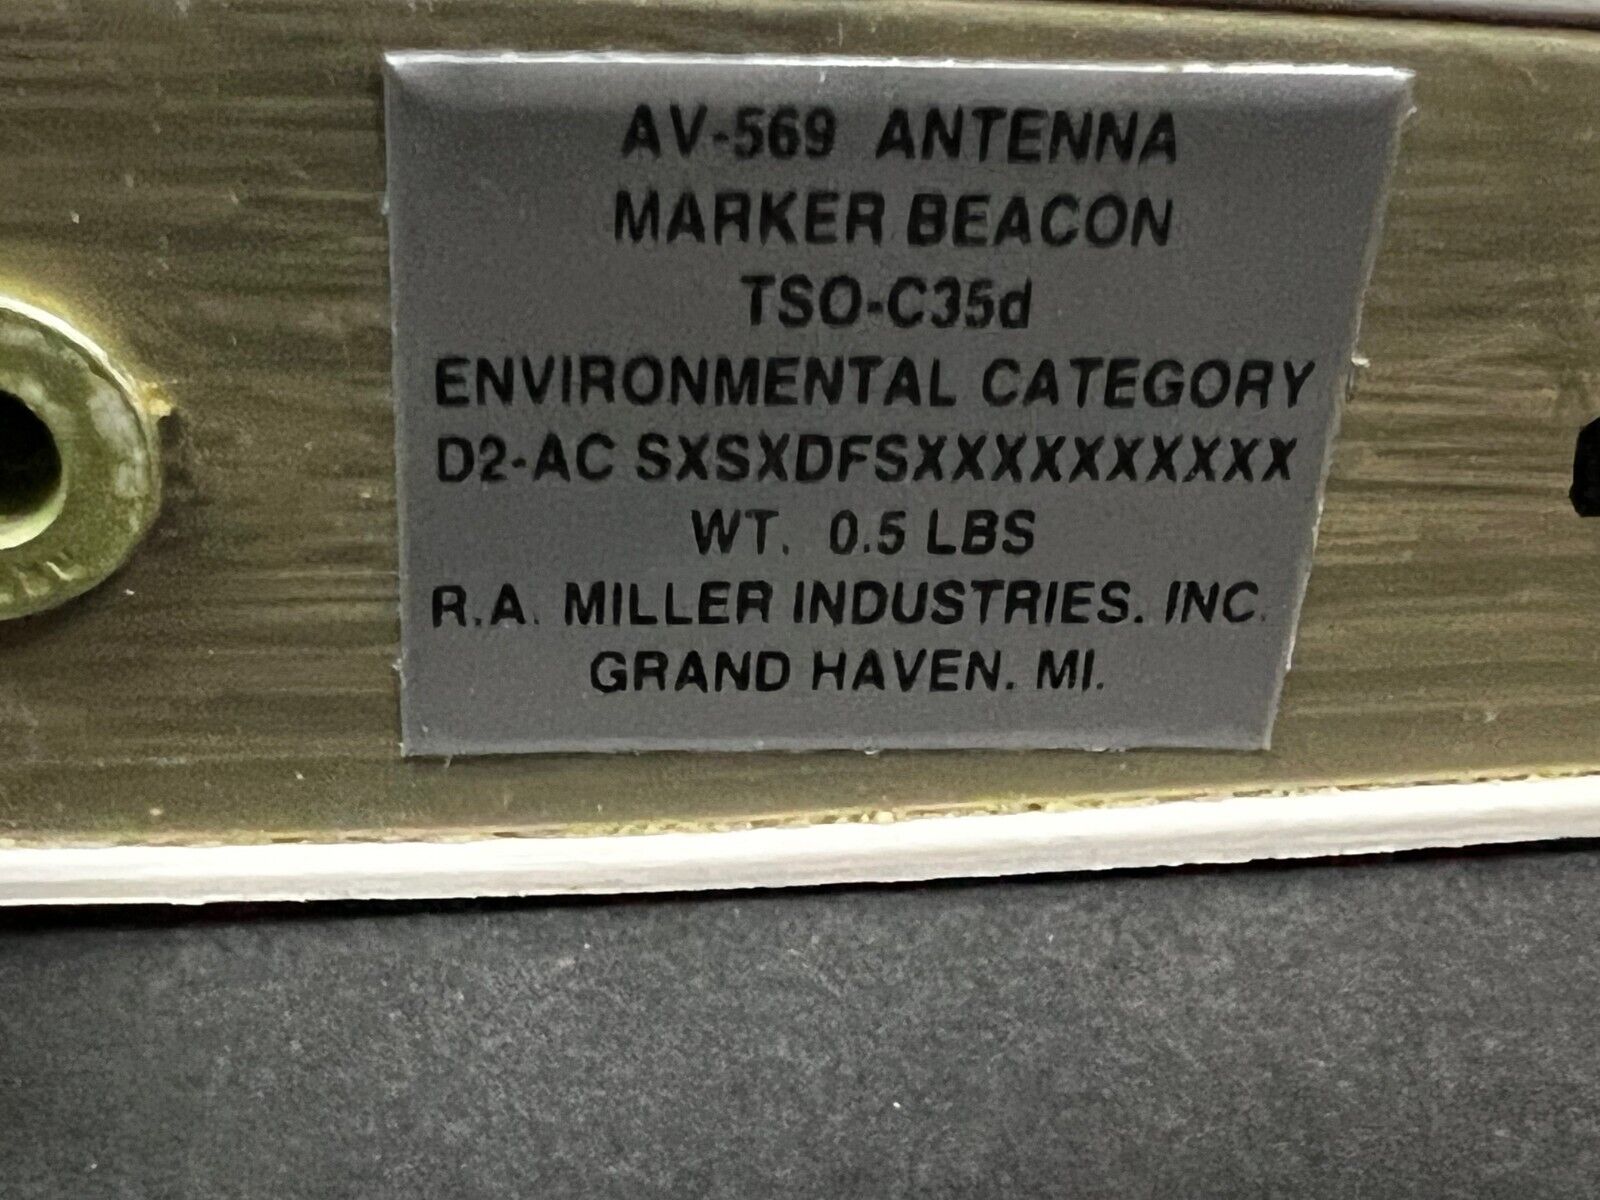 AV-569 ANTENNA
MARKER BEACON
TSO-C35d
ENVIRONMENTAL CATEGORY
D2-AC SXSXDFSXXXXXXXXXX
WT. 0.5 LBS
R.A. MILLER INDUSTRIES. INC.
GRAND HAVEN. MI.